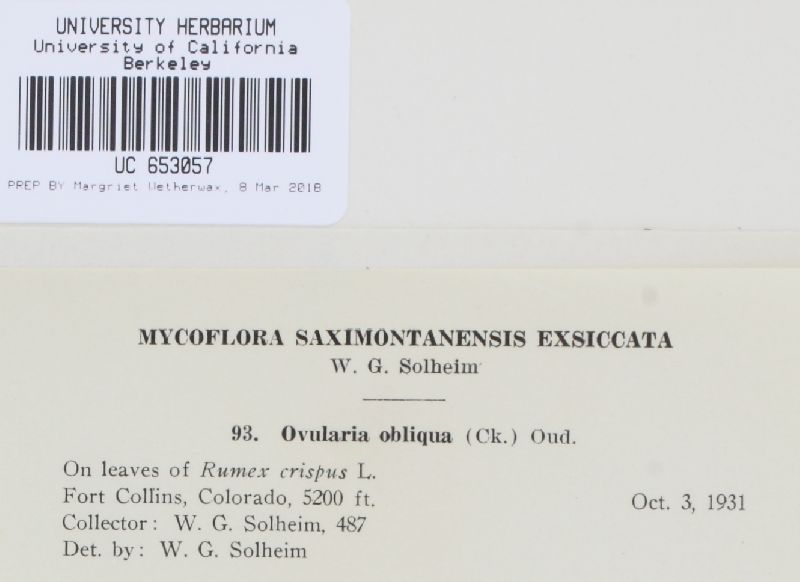 UNIVERSITY HERBARIUM
University of California
Berkeley
UC 653057
PREP BY Margriet Wetherwax, 8 Mar 2018
MYCOFLORA SAXIMONTANENSIS EXSICCATA
W. G. Solheim
93. Ovularia obliqua (Ck.) Oud.
On leaves of Rumex crispus L.
Fort Collins, Colorado, 5200 ft. Oct. 3, 1931
Collector: W. G. Solheim, 487
Det. by: W. G. Solheim